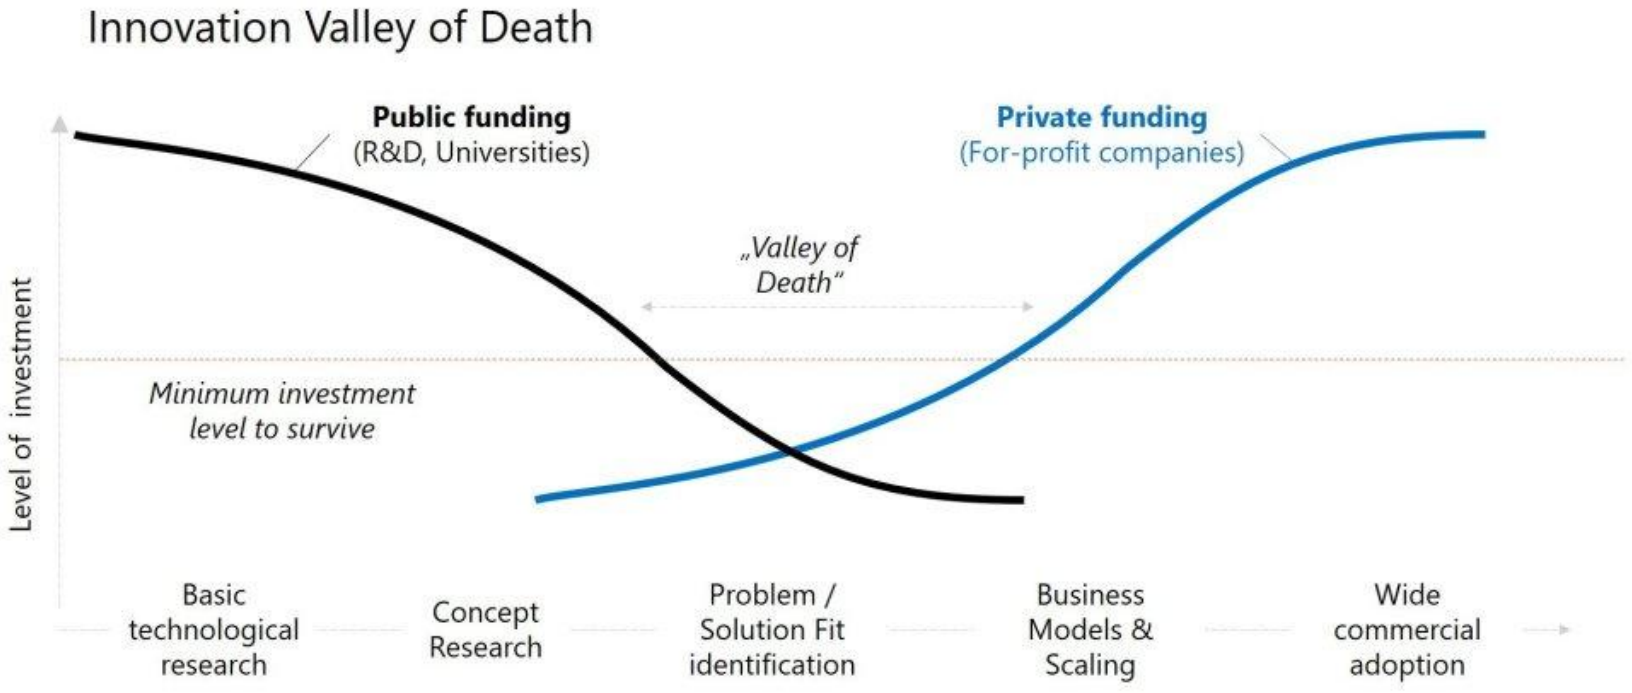 Innovation Valley of Death
Public funding
(R&D, Universities)
Private funding
(For-profit companies)
„Valley of
Death“
Level of investment
Minimum investment
level to survive
Basic
technological
research
Concept
Research
Problem /
Solution Fit
identification
Business
Models &
Scaling
Wide
commercial
adoption